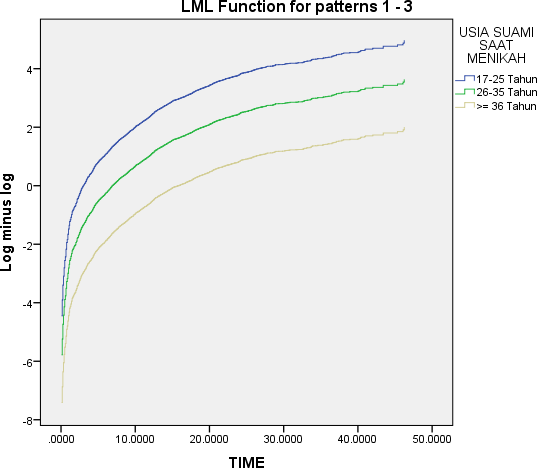 LML Function for patterns 1 - 3
USIA SUAMI
SAAT
MENIKAH
17-25 Tahun
26-35 Tahun
>= 36 Tahun
Log minus log
4
2
0
-2
-4
-6
-8
.0000 10.0000 20.0000 30.0000 40.0000 50.0000
TIME